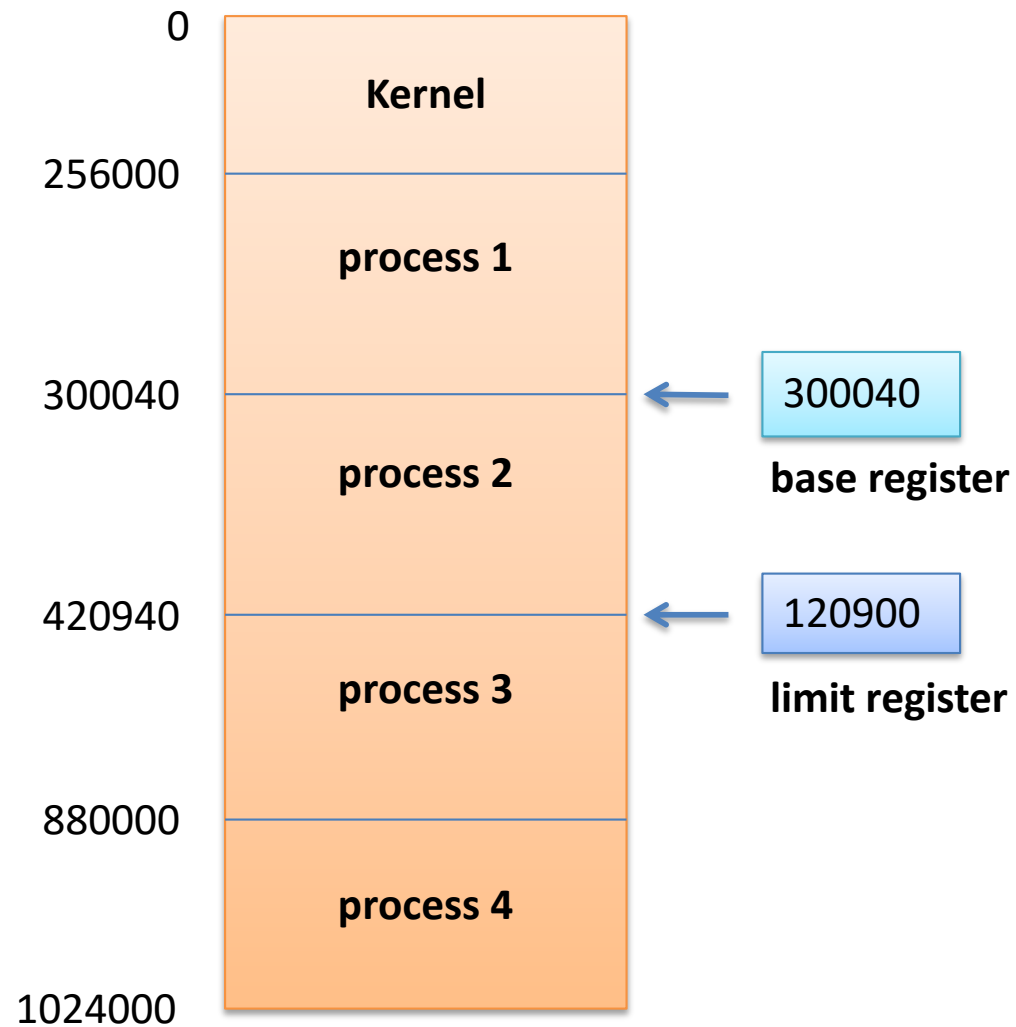 0
Kernel
256000
process 1
300040
300040
base register
process 2
420940
120900
limit register
process 3
880000
process 4
1024000